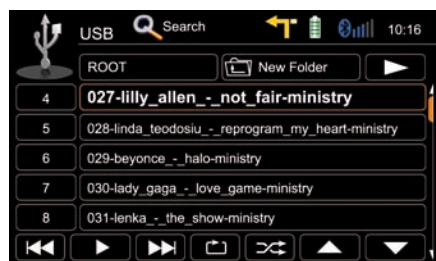 USB Search 10:16
ROOT New Folder
4 027-lilly_allen_-_not_fair-ministry
5 028-linda_teodosiu_-_reprogram_my_heart-ministry
6 029-beyonce_-_halo-ministry
7 030-lady_gaga_-_love_game-ministry
8 031-lenka_-_the_show-ministry